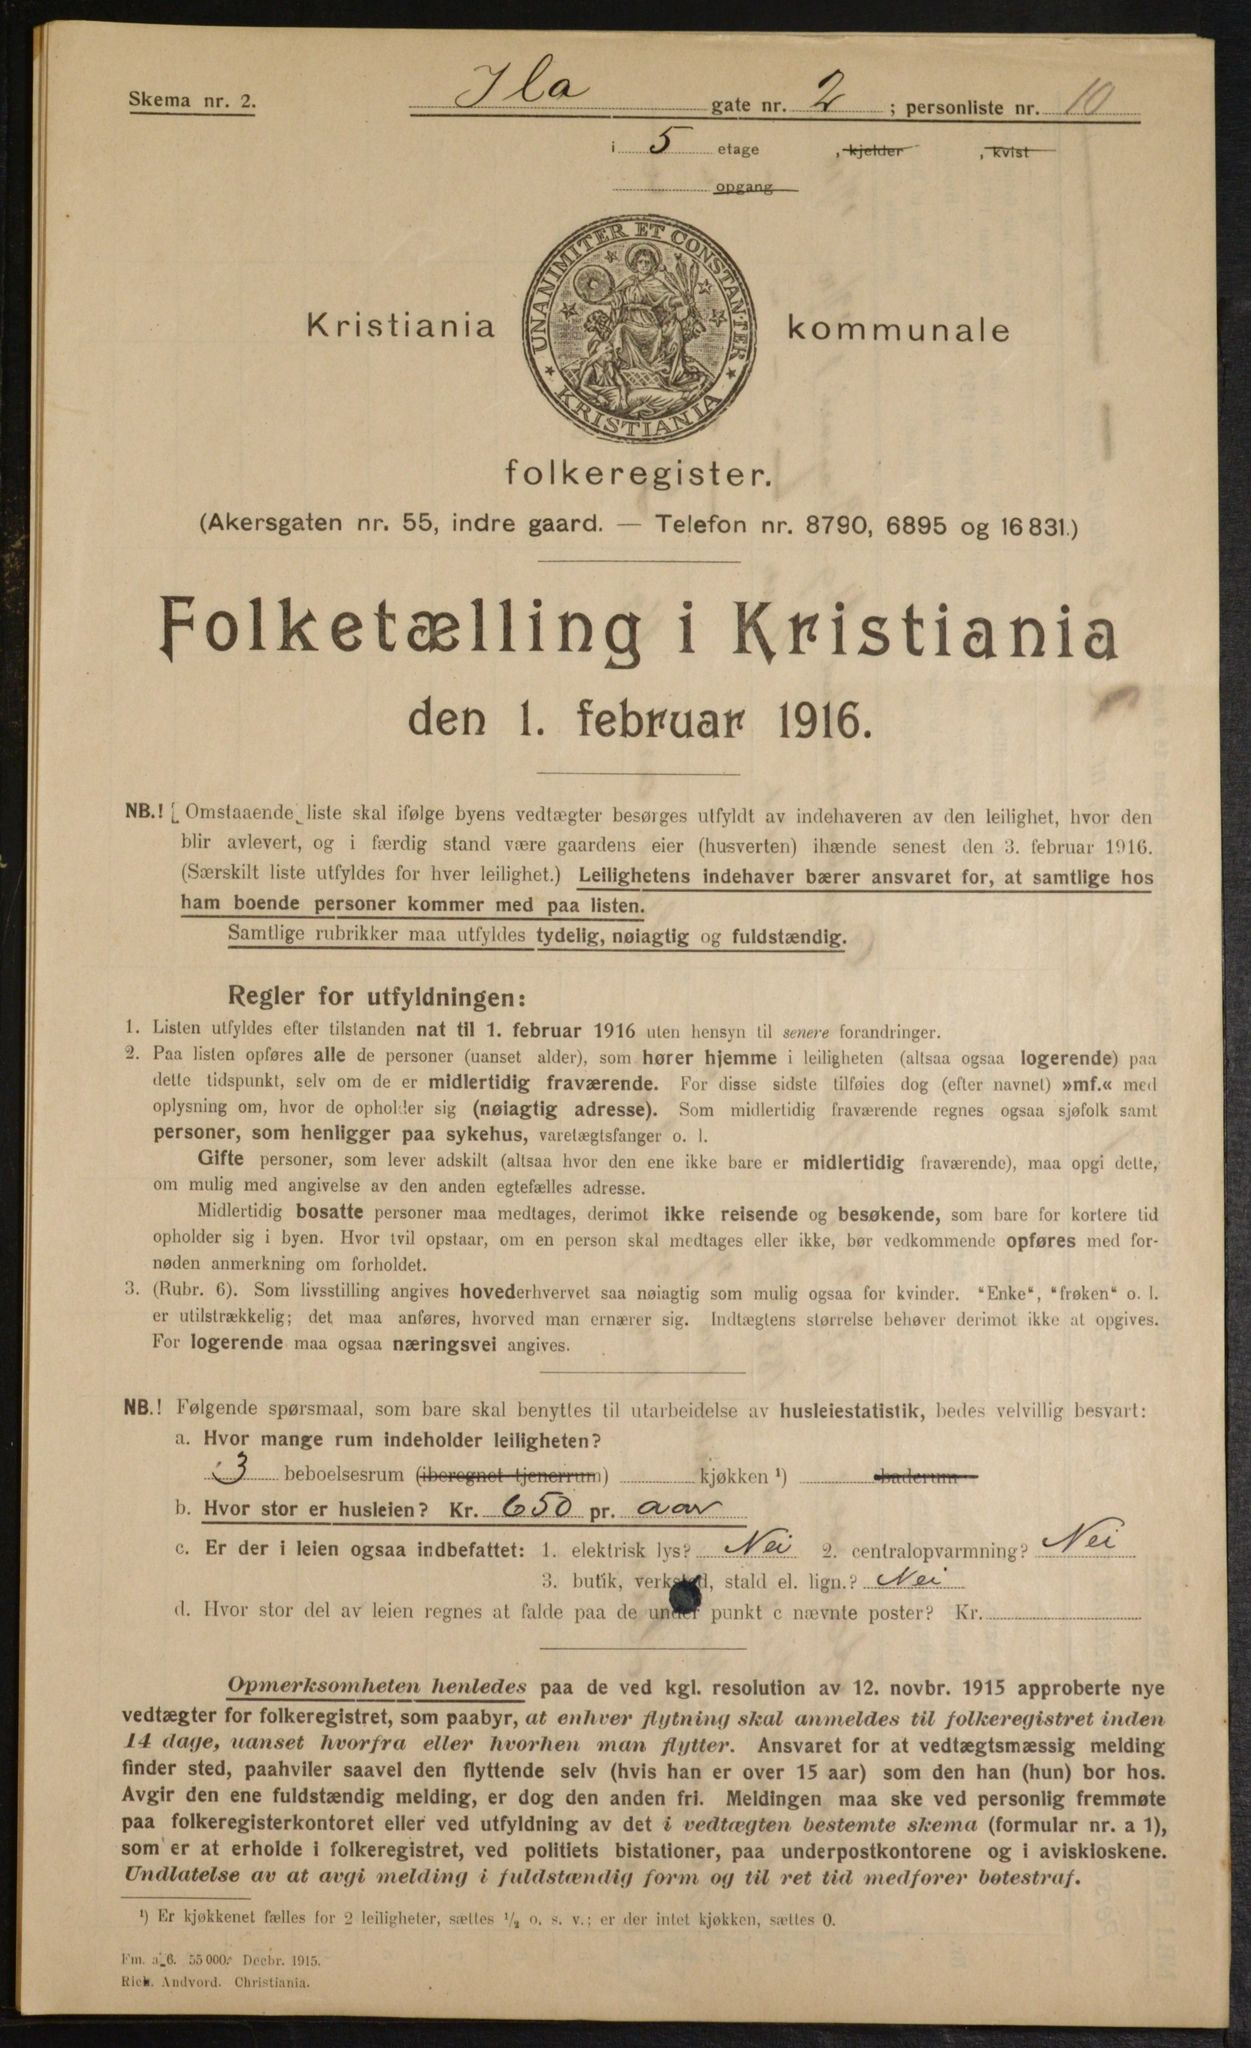 Skema nr. 2. Ila gate nr. 2 ; personliste nr. 10
i 5 etage , kjelder , kvist
opgang
UNANIMITER ET CONSTANTER
KRISTIANIA
Kristiania kommunale
folkeregister.
(Akersgaten nr. 55, indre gaard. — Telefon nr. 8790, 6895 og 16831.)
Folketælling i Kristiania
den 1. februar 1916.
NB.! Omstaaende liste skal ifølge byens vedtægter besørges utfyldt av indehaveren av den leilighet, hvor den
blir avlevert, og i færdig stand være gaardens eier (husverten) ihænde senest den 3. februar 1916.
(Særskilt liste utfyldes for hver leilighet.) Leilighetens indehaver bærer ansvaret for, at samtlige hos
ham boende personer kommer med paa listen.
Samtlige rubrikker maa utfyldes tydelig, nøiagtig og fuldstændig.
Regler for utfyldningen:
1. Listen utfyldes efter tilstanden nat til 1. februar 1916 uten hensyn til senere forandringer.
2. Paa listen opføres alle de personer (uanset alder), som hører hjemme i leiligheten (altsaa ogsaa logerende) paa
dette tidspunkt, selv om de er midlertidig fraværende. For disse sidste tilføies dog (efter navnet) »mf.« med
oplysning om, hvor de opholder sig (nøiagtig adresse). Som midlertidig fraværende regnes ogsaa sjøfolk samt
personer, som henligger paa sykehus, varetægtsfanger o. l.
Gifte personer, som lever adskilt (altsaa hvor den ene ikke bare er midlertidig fraværende), maa opgi dette,
om mulig med angivelse av den anden egtefælles adresse.
Midlertidig bosatte personer maa medtages, derimot ikke reisende og besøkende, som bare for kortere tid
opholder sig i byen. Hvor tvil opstaar, om en person skal medtages eller ikke, bør vedkommende opføres med for-
nøden anmerkning om forholdet.
3. (Rubr. 6). Som livsstilling angives hovederhvervet saa nøiagtig som mulig ogsaa for kvinder. "Enke", "frøken" o. l.
er utilstrækkelig; det maa anføres, hvorved man ernærer sig. Indtægtens størrelse behøver derimot ikke at opgives.
For logerende maa ogsaa næringsvei angives.
NB.! Følgende spørsmaal, som bare skal benyttes til utarbeidelse av husleiestatistik, bedes velvillig besvart:
a. Hvor mange rum indeholder leiligheten?
3 beboelsesrum (iberegnet tjenerrum) kjøkken ¹) baderum
b. Hvor stor er husleien? Kr. 650 pr. aar
c. Er der i leien ogsaa indbefattet: 1. elektrisk lys? Nei 2. centralopvarmning? Nei
3. butik, verksted, stald el. lign.? Nei
d. Hvor stor del av leien regnes at falde paa de under punkt c nævnte poster? Kr.
Opmerksomheten henledes paa de ved kgl. resolution av 12. novbr. 1915 approberte nye
vedtægter for folkeregistret, som paabyr, at enhver flytning skal anmeldes til folkeregistret inden
14 dage, uanset hvorfra eller hvorhen man flytter. Ansvaret for at vedtægtsmæssig melding
finder sted, paahviler saavel den flyttende selv (hvis han er over 15 aar) som den han (hun) bor hos.
Avgir den ene fuldstændig melding, er dog den anden fri. Meldingen maa ske ved personlig fremmøte
paa folkeregisterkontoret eller ved utfyldning av det i vedtægten bestemte skema (formular nr. a 1),
som er at erholde i folkeregistret, ved politiets bistationer, paa underpostkontorene og i aviskioskene.
Undlatelse av at avgi melding i fuldstændig form og til ret tid medfører bøtestraf.
¹) Er kjøkkenet fælles for 2 leiligheter, sættes ½ o. s. v.; er der intet kjøkken, sættes 0.
Fm. a 6. 55 000. Decbr. 1915.
Rich. Andvord. Christiania.